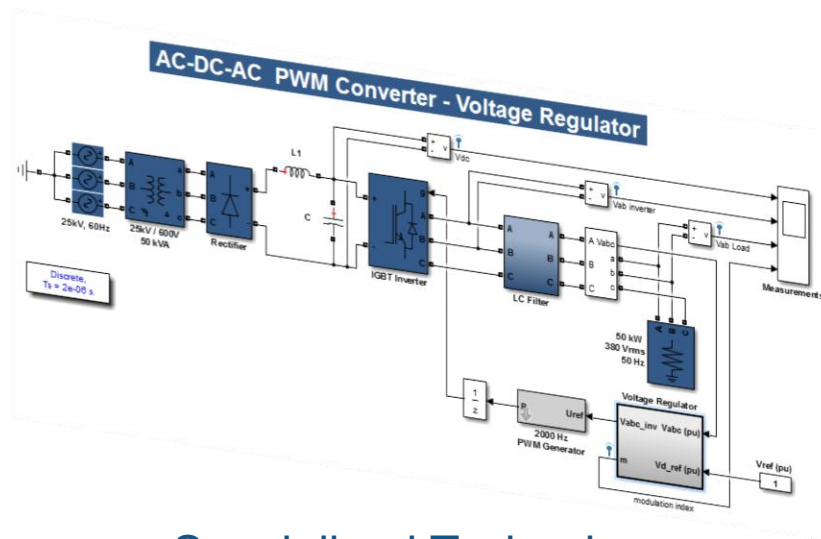 AC-DC-AC PWM Converter - Voltage Regulator
L1
+
-
v
Vdc
+
-
v
Vab inverter
+
-
v
Vab Load
Measurements
25kV, 60Hz
A
B
C
a
b
c
25kV / 600V
50 kVA
A
B
C
+
-
Rectifier
C
g
+
-
A
B
C
IGBT Inverter
A
B
C
A
B
C
LC Filter
A
B
C
Vabc
a
b
c
A
B
C
50 kW
380 Vrms
50 Hz
Discrete,
Ts = 2e-06 s.
1
z
P
Uref
2000 Hz
PWM Generator
Voltage Regulator
Vabc_inv
Vabc (pu)
m
Vd_ref (pu)
modulation index
Vref (pu)
1